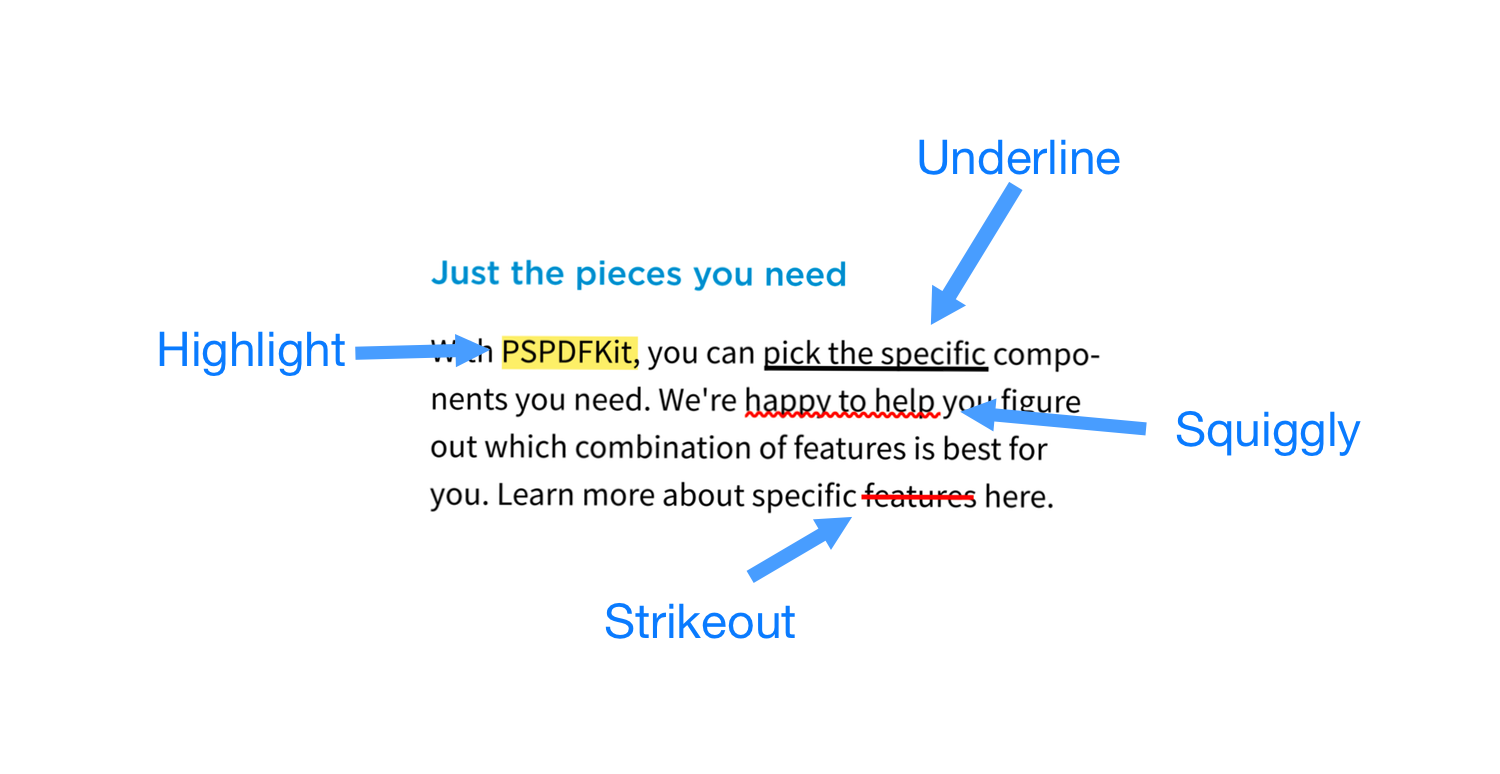 Underline
Just the pieces you need
Highlight
With PSPDFKit, you can pick the specific compo-
nents you need. We're happy to help you figure
Squiggly
out which combination of features is best for
you. Learn more about specific features here.
Strikeout